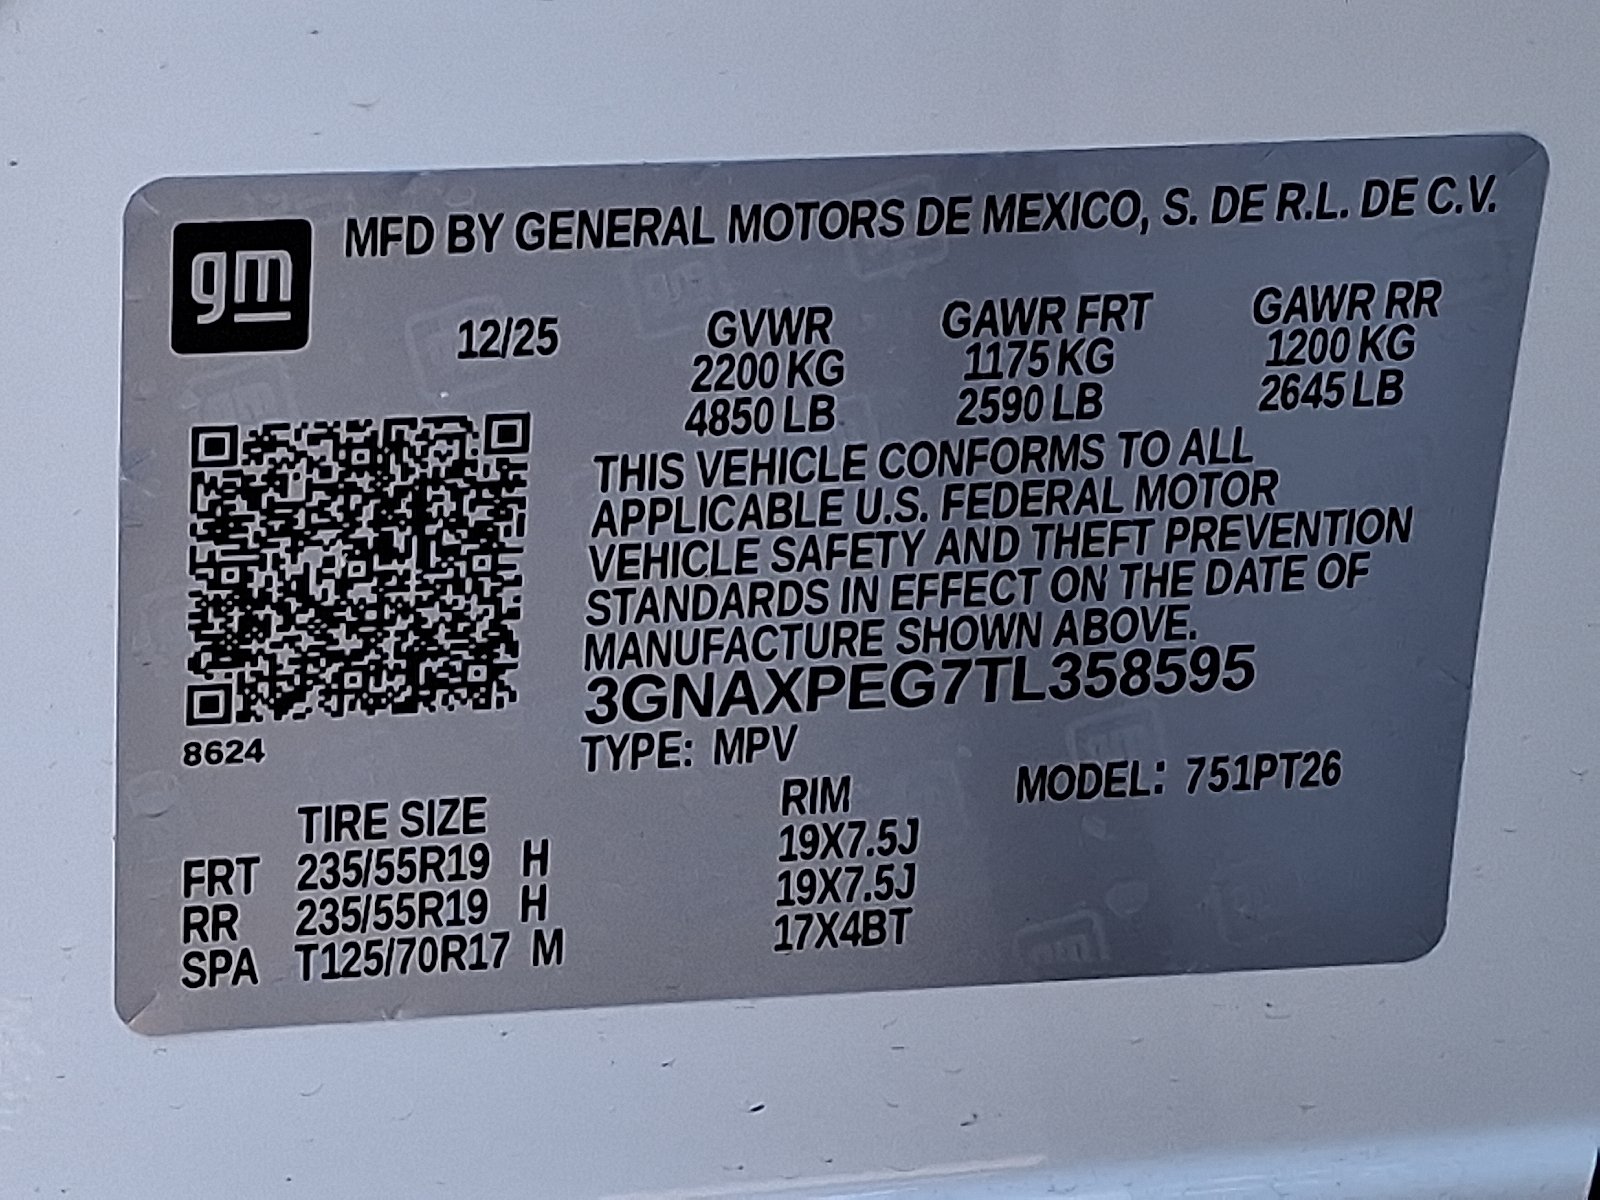 gm
MFD BY GENERAL MOTORS DE MEXICO, S. DE R.L. DE C.V.
12/25 GVWR GAWR FRT GAWR RR
2200 KG 1175 KG 1200 KG
4850 LB 2590 LB 2645 LB
THIS VEHICLE CONFORMS TO ALL
APPLICABLE U.S. FEDERAL MOTOR
VEHICLE SAFETY AND THEFT PREVENTION
STANDARDS IN EFFECT ON THE DATE OF
MANUFACTURE SHOWN ABOVE.
3GNAXPEG7TL358595
8624
TYPE: MPV
MODEL: 751PT26
TIRE SIZE RIM
FRT 235/55R19 H 19X7.5J
RR 235/55R19 H 19X7.5J
SPA T125/70R17 M 17X4BT